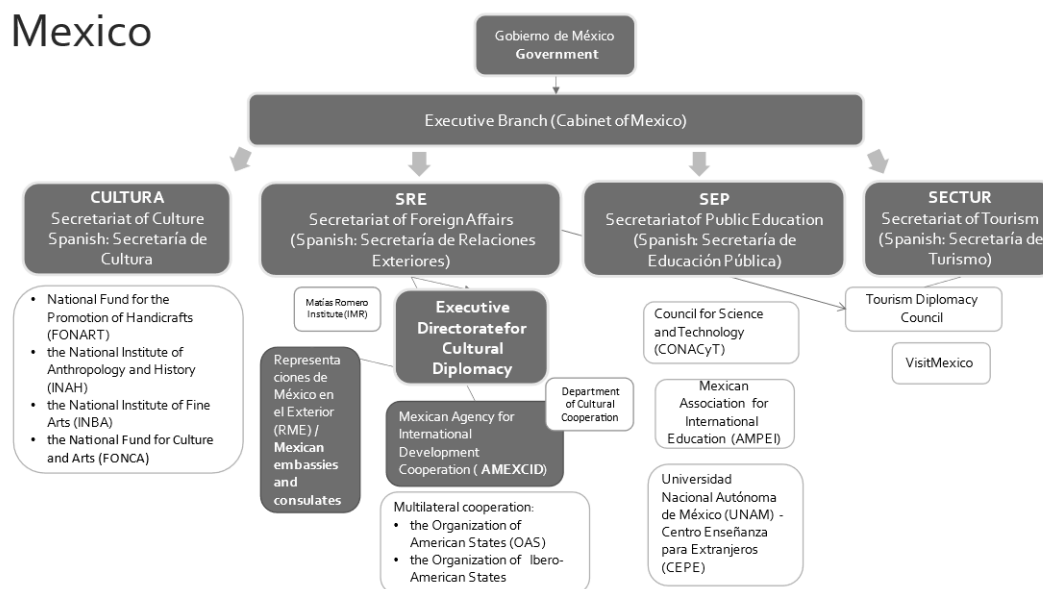 Mexico
Gobierno de México
Government
Executive Branch (Cabinet of Mexico)
CULTURA
Secretariat of Culture
Spanish: Secretaría de
Cultura
SRE
Secretariat of Foreign Affairs
(Spanish: Secretaría de Relaciones
Exteriores)
SEP
Secretariat of Public Education
(Spanish: Secretaría de
Educación Pública)
SECTUR
Secretariat of Tourism
(Spanish: Secretaría de
Turismo)
• National Fund for the
Promotion of Handicrafts
(FONART)
• the National Institute of
Anthropology and History
(INAH)
• the National Institute of Fine
Arts (INBA)
• the National Fund for Culture
and Arts (FONCA)
Matías Romero
Institute (IMR)
Executive
Directorate for
Cultural
Diplomacy
Representa
ciones de
México en
el Exterior
(RME) /
Mexican
embassies
and
consulates
Mexican Agency for
International
Development
Cooperation ( AMEXCID)
Department
of Cultural
Cooperation
Multilateral cooperation:
• the Organization of
American States (OAS)
• the Organization of Ibero-
American States
Council for Science
and Technology
(CONACyT)
Mexican
Association for
International
Education (AMPEI)
Universidad
Nacional Autónoma
de México (UNAM) -
Centro Enseñanza
para Extranjeros
(CEPE)
Tourism Diplomacy
Council
VisitMexico